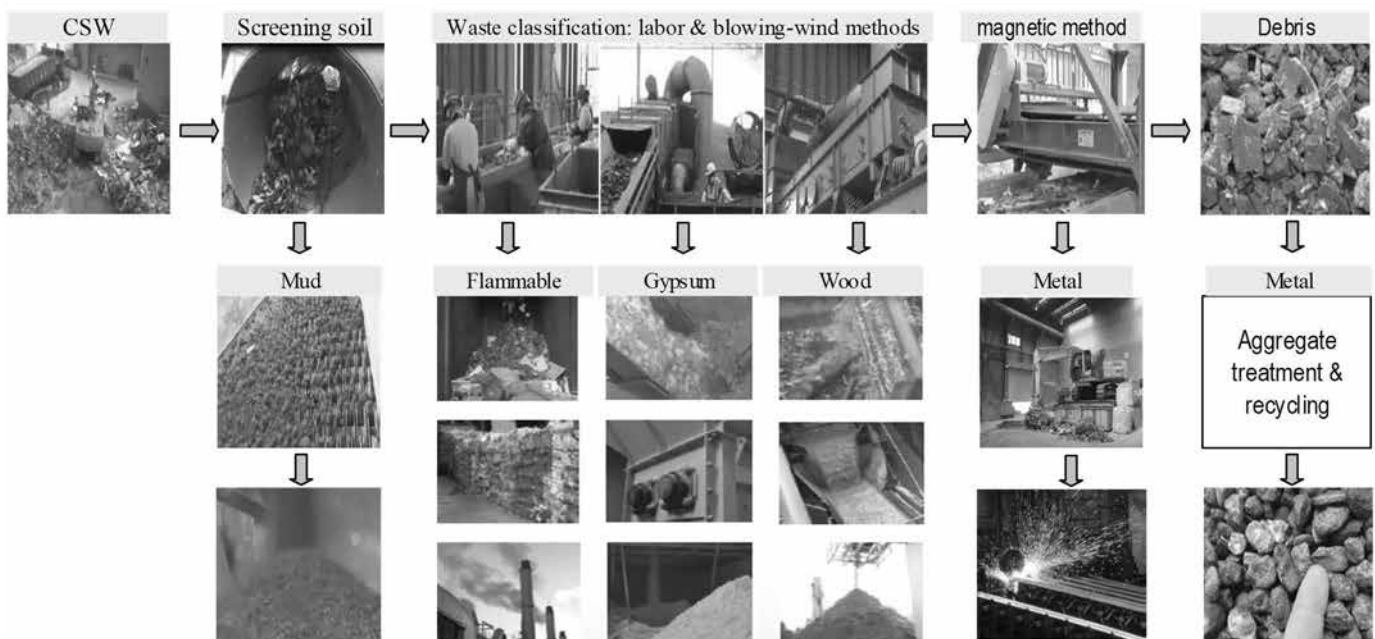 CSW
Screening soil
Waste classification: labor & blowing-wind methods
magnetic method
Debris
Mud
Flammable
Gypsum
Wood
Metal
Metal
Aggregate
treatment &
recycling